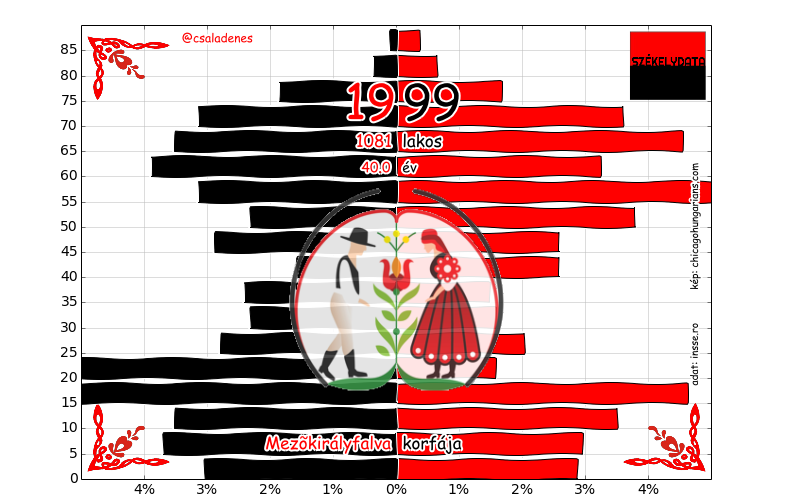 @csaladenes
SZÉKELYDATA
1999
1081 lakos
40.0 év
kép: chicagohungarians.com
adat: insse.ro
Mezõkirályfalva korfája
85
80
75
70
65
60
55
50
45
40
35
30
25
20
15
10
5
0
4% 3% 2% 1% 0% 1% 2% 3% 4%